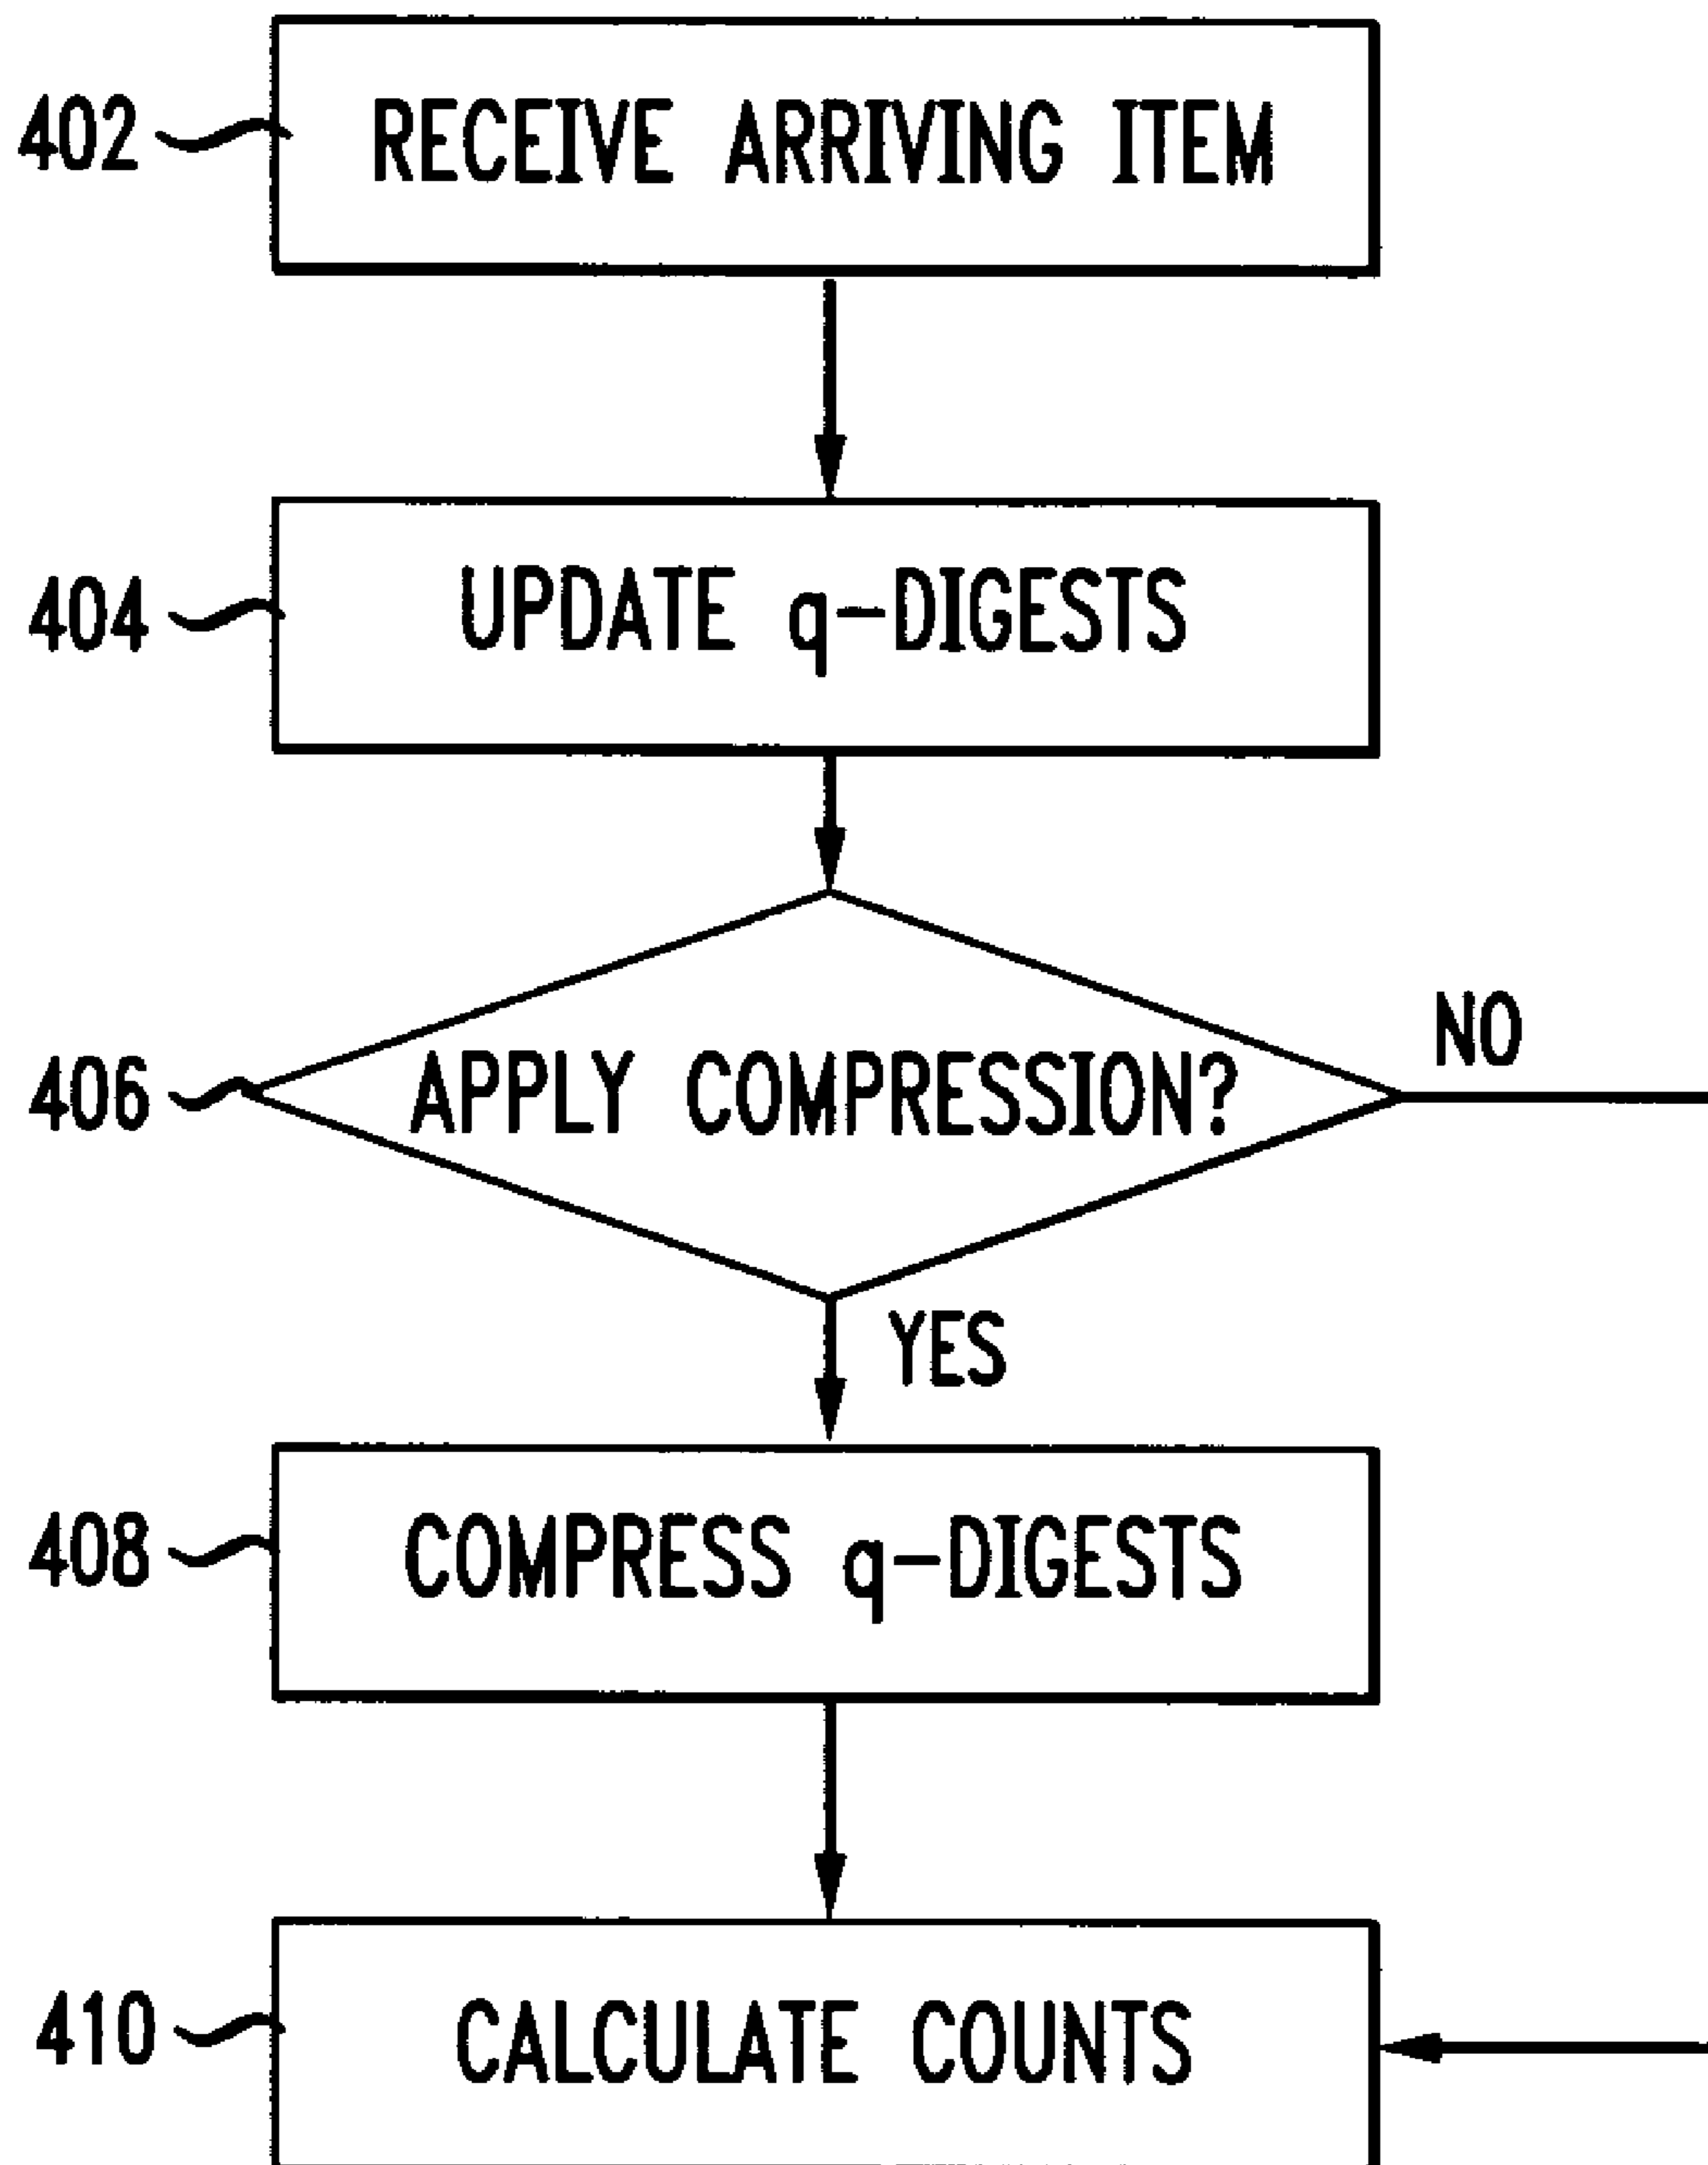 402 RECEIVE ARRIVING ITEM
404 UPDATE q-DIGESTS
406 APPLY COMPRESSION?
NO
YES
408 COMPRESS q-DIGESTS
410 CALCULATE COUNTS